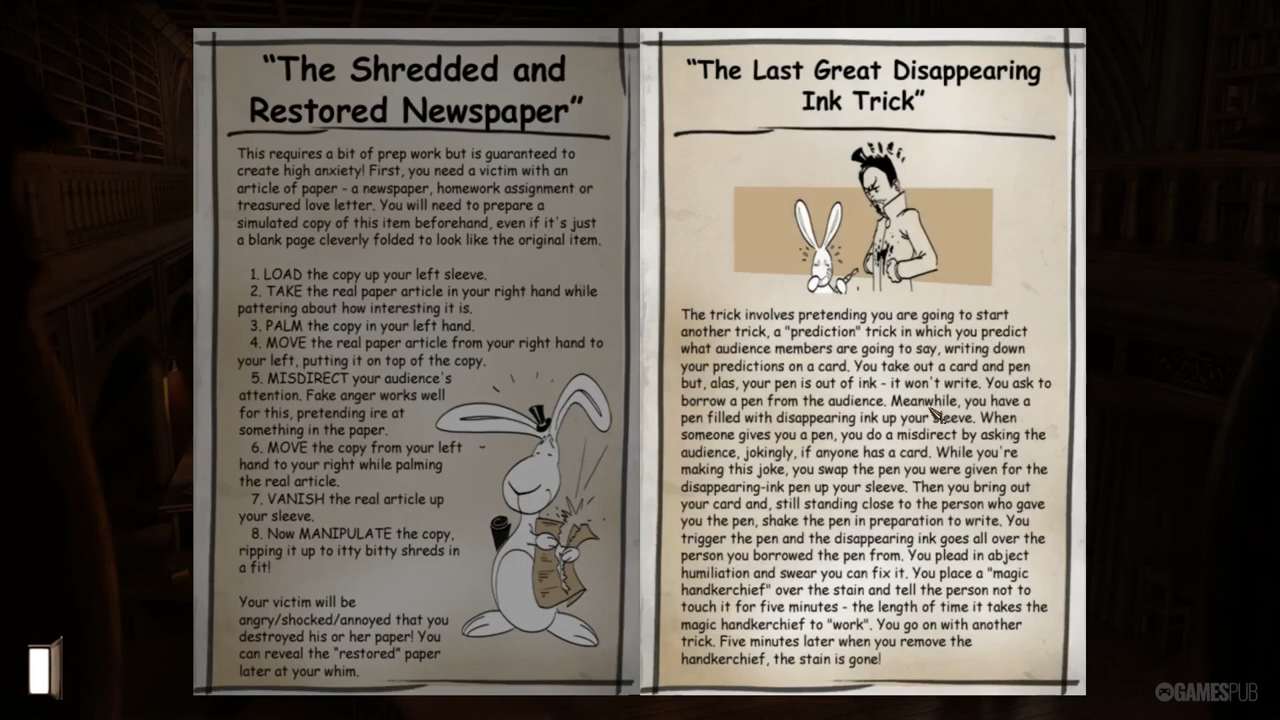 “The Shredded and
Restored Newspaper”
This requires a bit of prep work but is guaranteed to
create high anxiety! First, you need a victim with an
article of paper - a newspaper, homework assignment or
treasured love letter. You will need to prepare a
simulated copy of this item beforehand, even if it's just
a blank page cleverly folded to look like the original item.
1. LOAD the copy up your left sleeve.
2. TAKE the real paper article in your right hand while
pattering about how interesting it is.
3. PALM the copy in your left hand.
4. MOVE the real paper article from your right hand to
your left, putting it on top of the copy.
5. MISDIRECT your audience's
attention. Fake anger works well
for this, pretending ire at
something in the paper.
6. MOVE the copy from your left
hand to your right while palming
the real article.
7. VANISH the real article up
your sleeve.
8. Now MANIPULATE the copy,
ripping it up to itty bitty shreds in
a fit!
Your victim will be
angry/shocked/annoyed that you
destroyed his or her paper! You
can reveal the "restored" paper
later at your whim.
“The Last Great Disappearing
Ink Trick”
The trick involves pretending you are going to start
another trick, a "prediction" trick in which you predict
what audience members are going to say, writing down
your predictions on a card. You take out a card and pen
but, alas, your pen is out of ink - it won't write. You ask to
borrow a pen from the audience. Meanwhile, you have a
pen filled with disappearing ink up your sleeve. When
someone gives you a pen, you do a misdirect by asking the
audience, jokingly, if anyone has a card. While you're
making this joke, you swap the pen you were given for the
disappearing-ink pen up your sleeve. Then you bring out
your card and, still standing close to the person who gave
you the pen, shake the pen in preparation to write. You
trigger the pen and the disappearing ink goes all over the
person you borrowed the pen from. You plead in abject
humiliation and swear you can fix it. You place a "magic
handkerchief" over the stain and tell the person not to
touch it for five minutes - the length of time it takes the
magic handkerchief to "work". You go on with another
trick. Five minutes later when you remove the
handkerchief, the stain is gone!
GAMESPUB